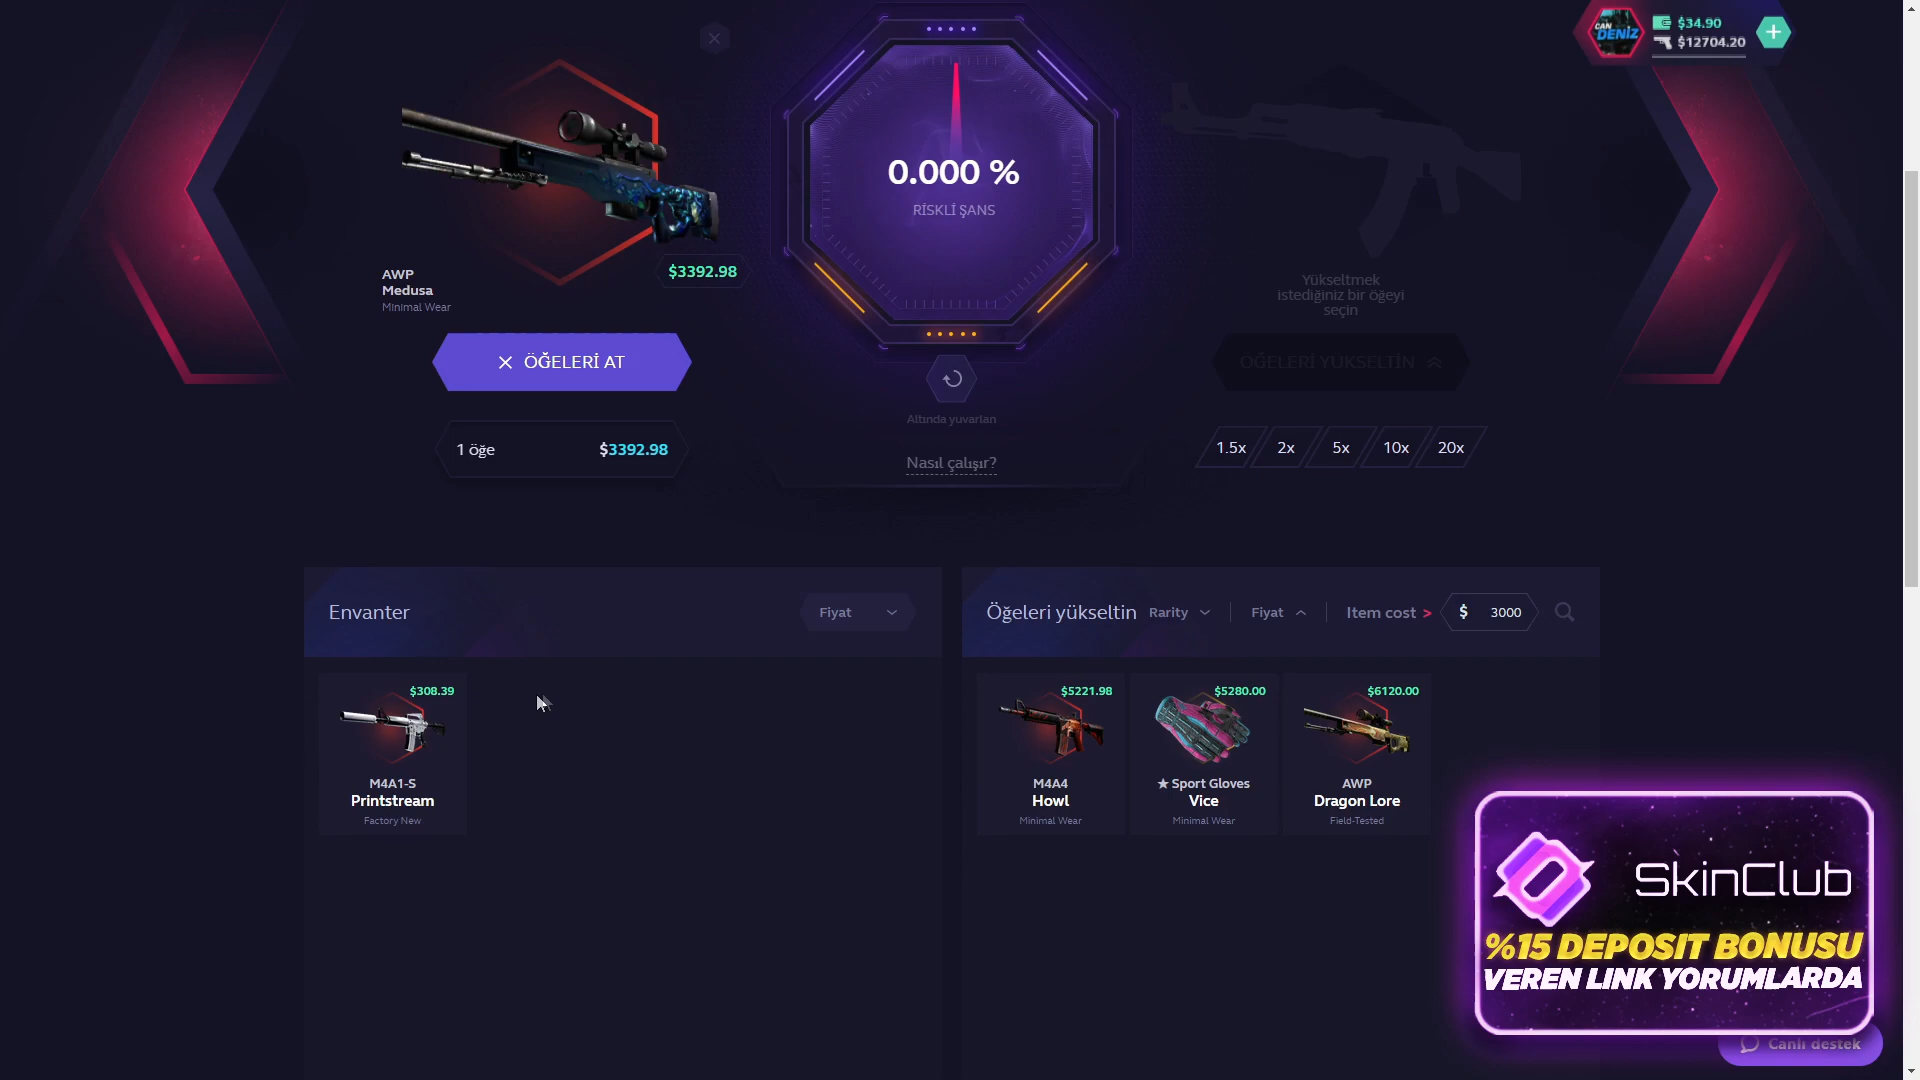 CAN
DENİZ
$34.90
$12704.20
0.000 %
RİSKLİ ŞANS
$3392.98
AWP
Medusa
Minimal Wear
Yükseltmek
istediğiniz bir öğeyi
seçin
ÖĞELERİ AT
ÖĞELERİ YÜKSELTİN
Altında yuvarlan
1 öğe
$3392.98
Nasıl çalışır?
1.5x
2x
5x
10x
20x
Envanter
Fiyat
Öğeleri yükseltin
Rarity
Fiyat
Item cost >
$ 3000
$308.39
M4A1-S
Printstream
Factory New
$5221.98
M4A4
Howl
Minimal Wear
$5280.00
★ Sport Gloves
Vice
Minimal Wear
$6120.00
AWP
Dragon Lore
Field-Tested
SkinClub
%15 DEPOSIT BONUSU
VEREN LINK YORUMLARDA
Canlı destek